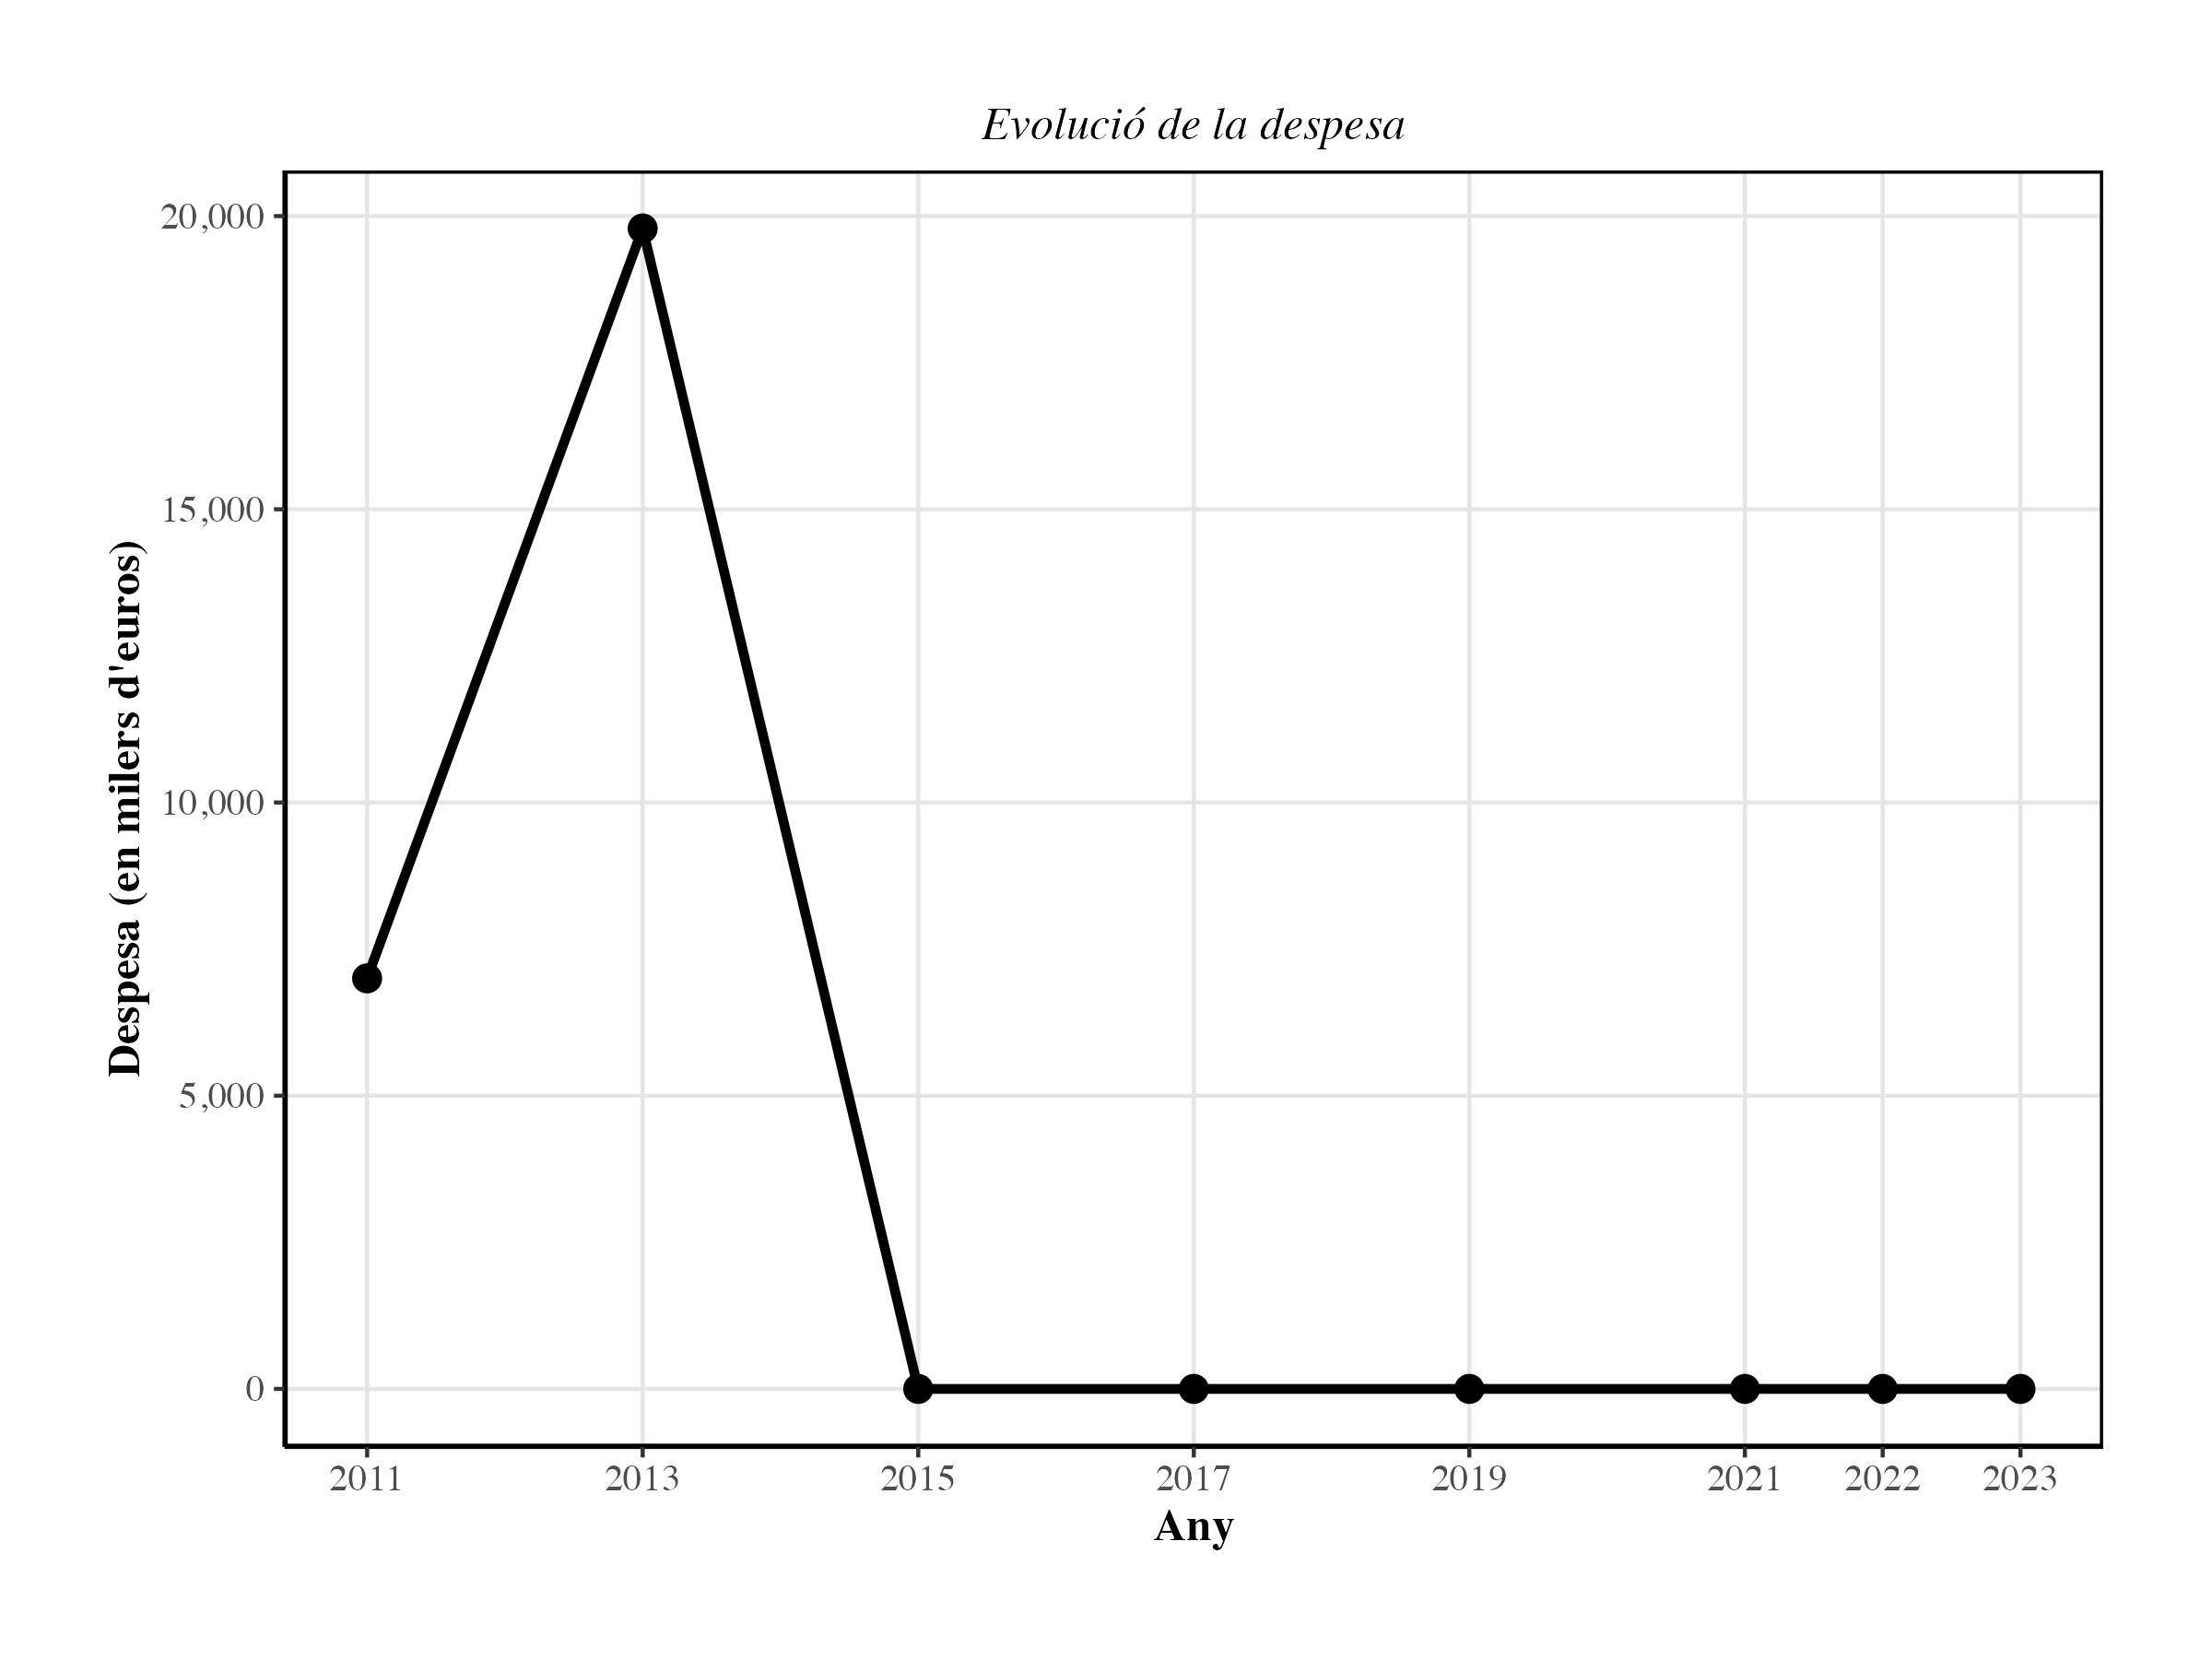 Evolució de la despesa
Despesa (en milers d'euros)
20,000
15,000
10,000
5,000
0
2011 2013 2015 2017 2019 2021 2022 2023
Any